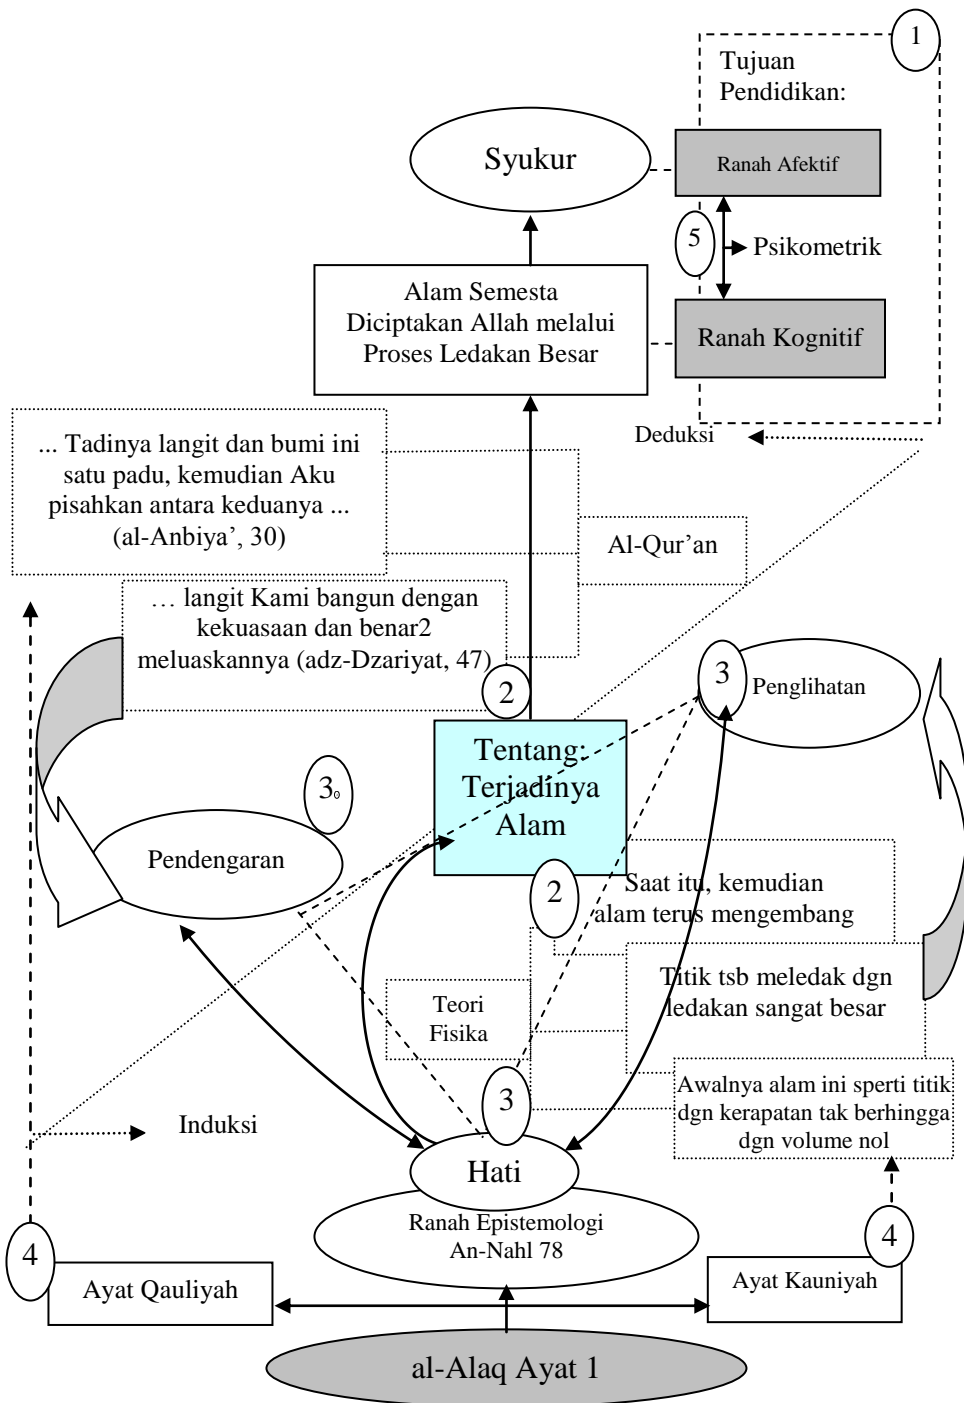 1
Tujuan
Pendidikan:
Syukur
Ranah Afektif
5
Psikometrik
Alam Semesta
Diciptakan Allah melalui
Proses Ledakan Besar
Ranah Kognitif
Deduksi
... Tadinya langit dan bumi ini
satu padu, kemudian Aku
pisahkan antara keduanya ...
(al-Anbiya’, 30)
Al-Qur’an
… langit Kami bangun dengan
kekuasaan dan benar2
meluaskannya (adz-Dzariyat, 47)
2
3
Penglihatan
Tentang:
Terjadinya
Alam
30
Pendengaran
2
Saat itu, kemudian
alam terus mengembang
Titik tsb meledak dgn
ledakan sangat besar
Teori
Fisika
3
Awalnya alam ini sperti titik
dgn kerapatan tak berhingga
dgn volume nol
Induksi
Hati
Ranah Epistemologi
An-Nahl 78
4
4
Ayat Qauliyah
Ayat Kauniyah
al-Alaq Ayat 1